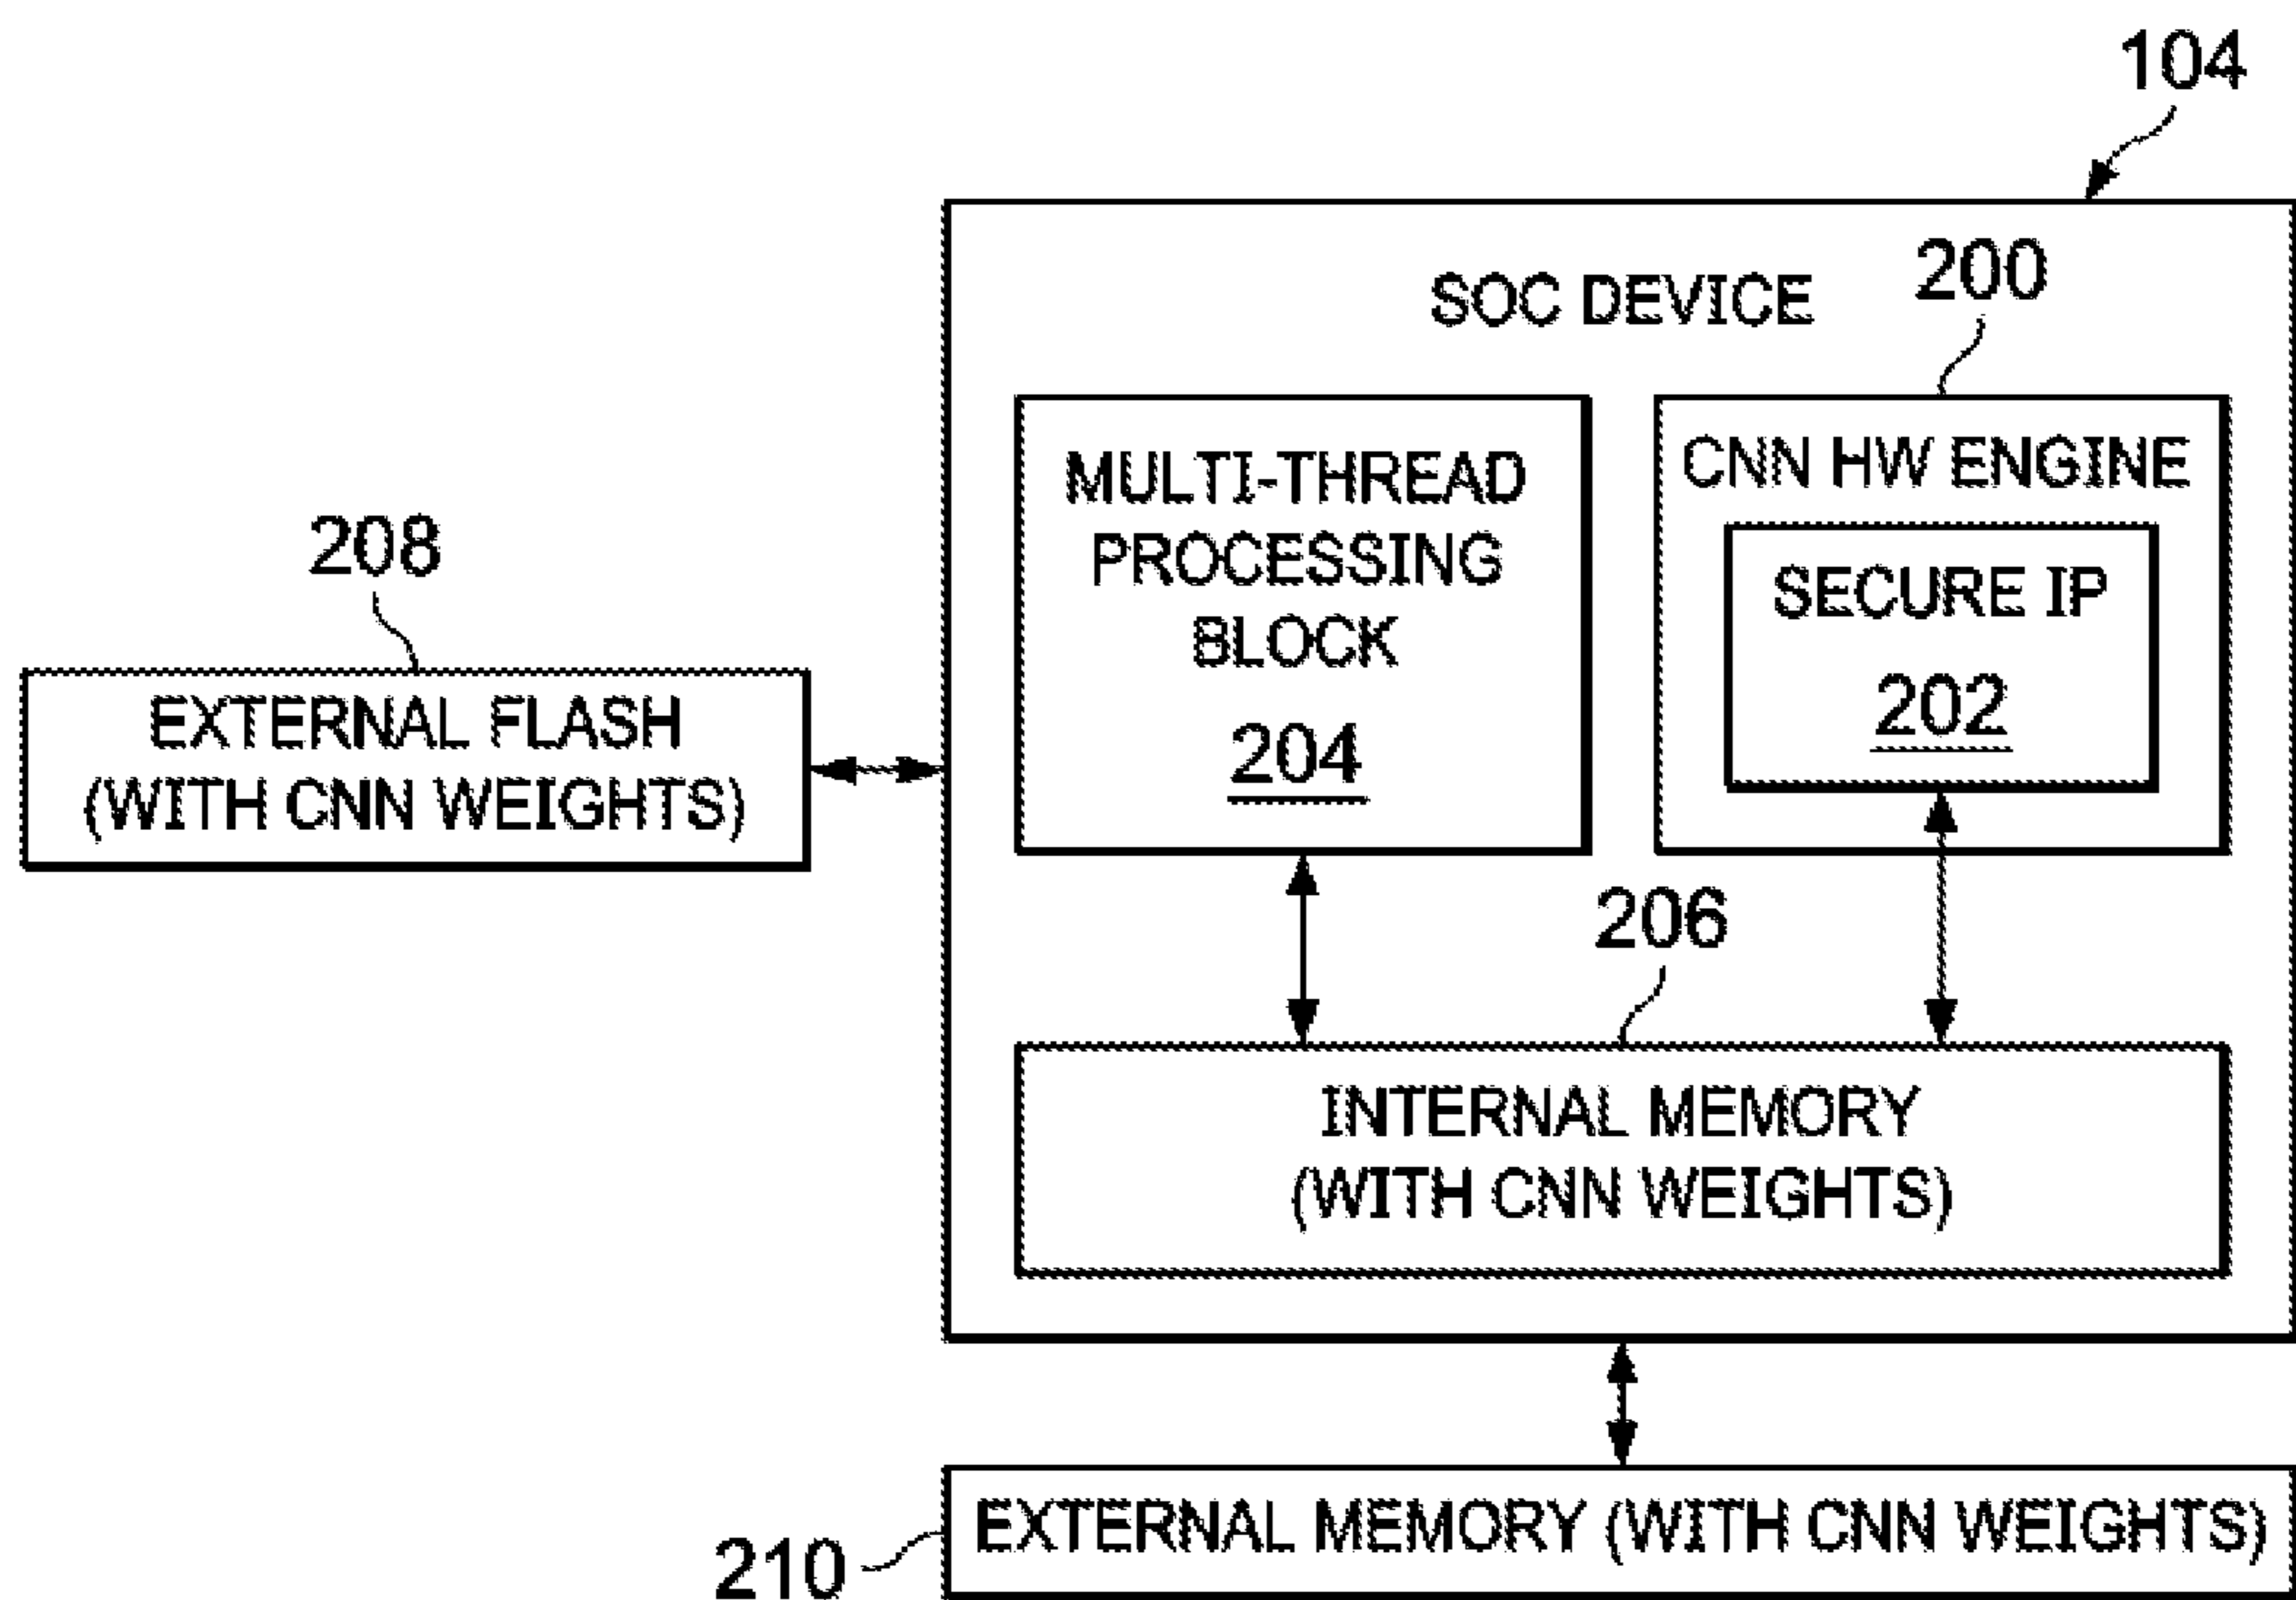 104
SOC DEVICE
200
MULTI-THREAD
PROCESSING
BLOCK
204
CNN HW ENGINE
SECURE IP
202
208
EXTERNAL FLASH
(WITH CNN WEIGHTS)
206
INTERNAL MEMORY
(WITH CNN WEIGHTS)
210
EXTERNAL MEMORY (WITH CNN WEIGHTS)